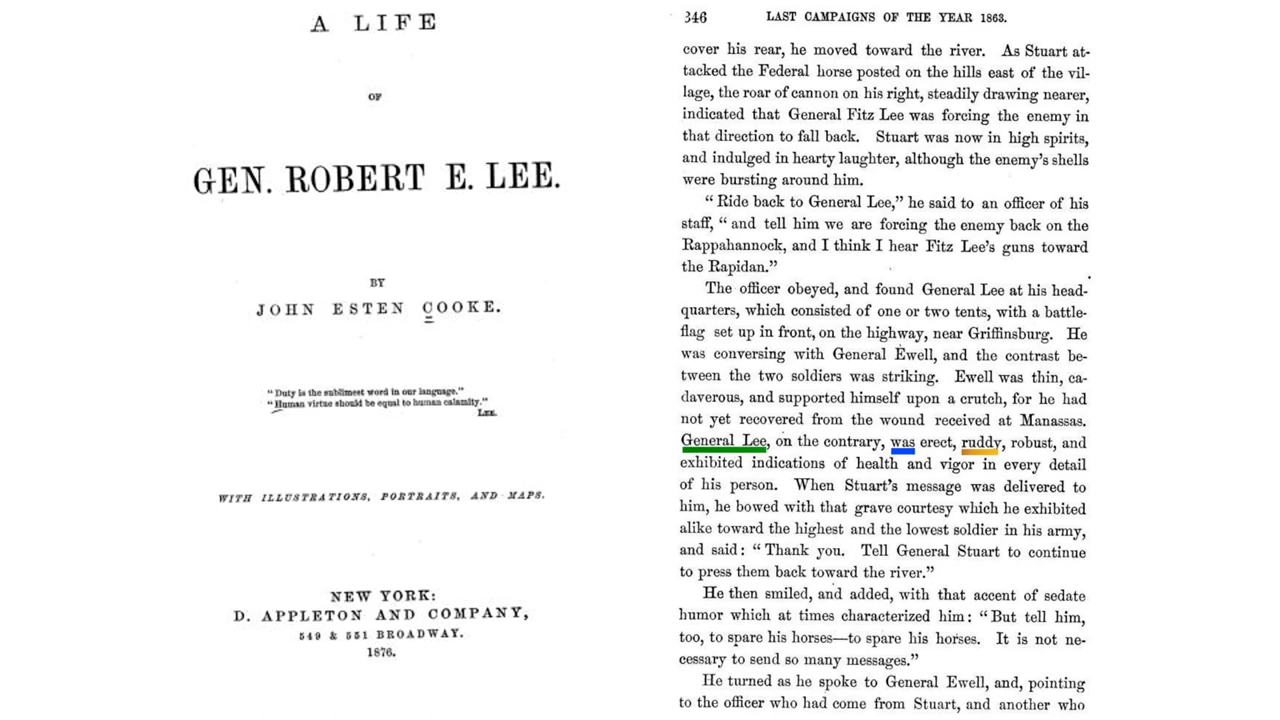 A LIFE
OF
GEN. ROBERT E. LEE.
BY
JOHN ESTEN COOKE.
"Duty is the sublimest word in our language."
"Human virtue should be equal to human calamity."
LEE.
WITH ILLUSTRATIONS, PORTRAITS, AND MAPS.
NEW YORK:
D. APPLETON AND COMPANY,
549 & 551 BROADWAY.
1876.
346 LAST CAMPAIGNS OF THE YEAR 1863.
cover his rear, he moved toward the river. As Stuart at-
tacked the Federal horse posted on the hills east of the vil-
lage, the roar of cannon on his right, steadily drawing nearer,
indicated that General Fitz Lee was forcing the enemy in
that direction to fall back. Stuart was now in high spirits,
and indulged in hearty laughter, although the enemy's shells
were bursting around him.
"Ride back to General Lee," he said to an officer of his
staff, "and tell him we are forcing the enemy back on the
Rappahannock, and I think I hear Fitz Lee's guns toward
the Rapidan."
The officer obeyed, and found General Lee at his head-
quarters, which consisted of one or two tents, with a battle-
flag set up in front, on the highway, near Griffinsburg. He
was conversing with General Ewell, and the contrast be-
tween the two soldiers was striking. Ewell was thin, ca-
daverous, and supported himself upon a crutch, for he had
not yet recovered from the wound received at Manassas.
General Lee, on the contrary, was erect, ruddy, robust, and
exhibited indications of health and vigor in every detail
of his person. When Stuart's message was delivered to
him, he bowed with that grave courtesy which he exhibited
alike toward the highest and the lowest soldier in his army,
and said: "Thank you. Tell General Stuart to continue
to press them back toward the river."
He then smiled, and added, with that accent of sedate
humor which at times characterized him: "But tell him,
too, to spare his horses—to spare his horses. It is not ne-
cessary to send so many messages."
He turned as he spoke to General Ewell, and, pointing
to the officer who had come from Stuart, and another who